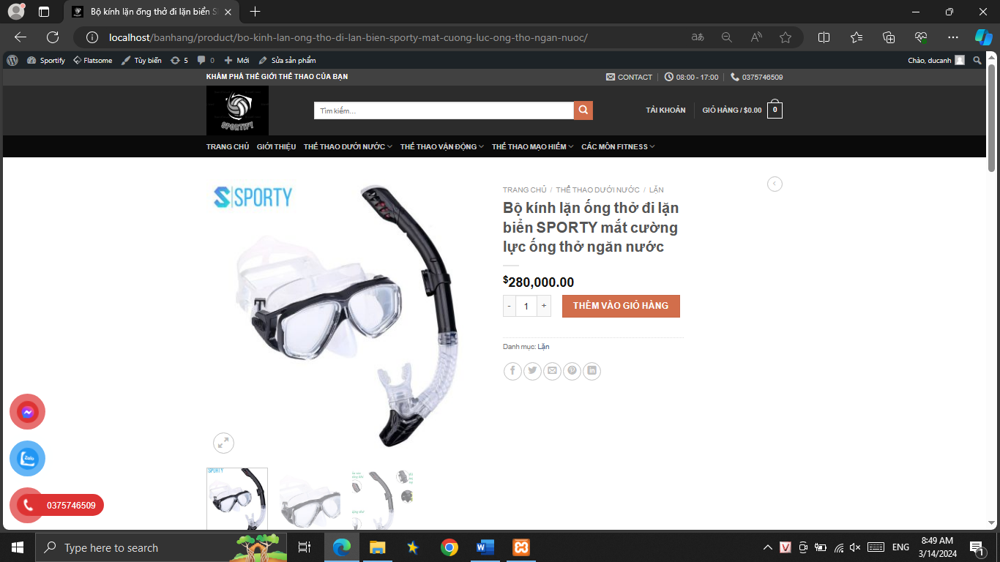 Bộ kính lặn ống thở đi lặn biển S
localhost/banhang/product/bo-kinh-lan-ong-tho-di-lan-bien-sporty-mat-cuong-luc-ong-tho-ngan-nuoc/
Sportify Flatsome Tùy biến 5 0 Mới Sửa sản phẩm Chào, ducanh
KHÁM PHÁ THẾ GIỚI THỂ THAO CỦA BẠN CONTACT 08:00 - 17:00 0375746509
SPORTIFI
Tìm kiếm...
TÀI KHOẢN GIỎ HÀNG / $0.00 0
TRANG CHỦ GIỚI THIỆU THỂ THAO DƯỚI NƯỚC THỂ THAO VẬN ĐỘNG THỂ THAO MẠO HIỂM CÁC MÔN FITNESS
S|SPORTY
TRANG CHỦ / THỂ THAO DƯỚI NƯỚC / LẶN
Bộ kính lặn ống thở đi lặn
biển SPORTY mắt cường
lực ống thở ngăn nước
$280,000.00
- 1 + THÊM VÀO GIỎ HÀNG
Danh mục: Lặn
Zalo
SPORTY
0375746509
Type here to search
ENG
8:49 AM
3/14/2024
1